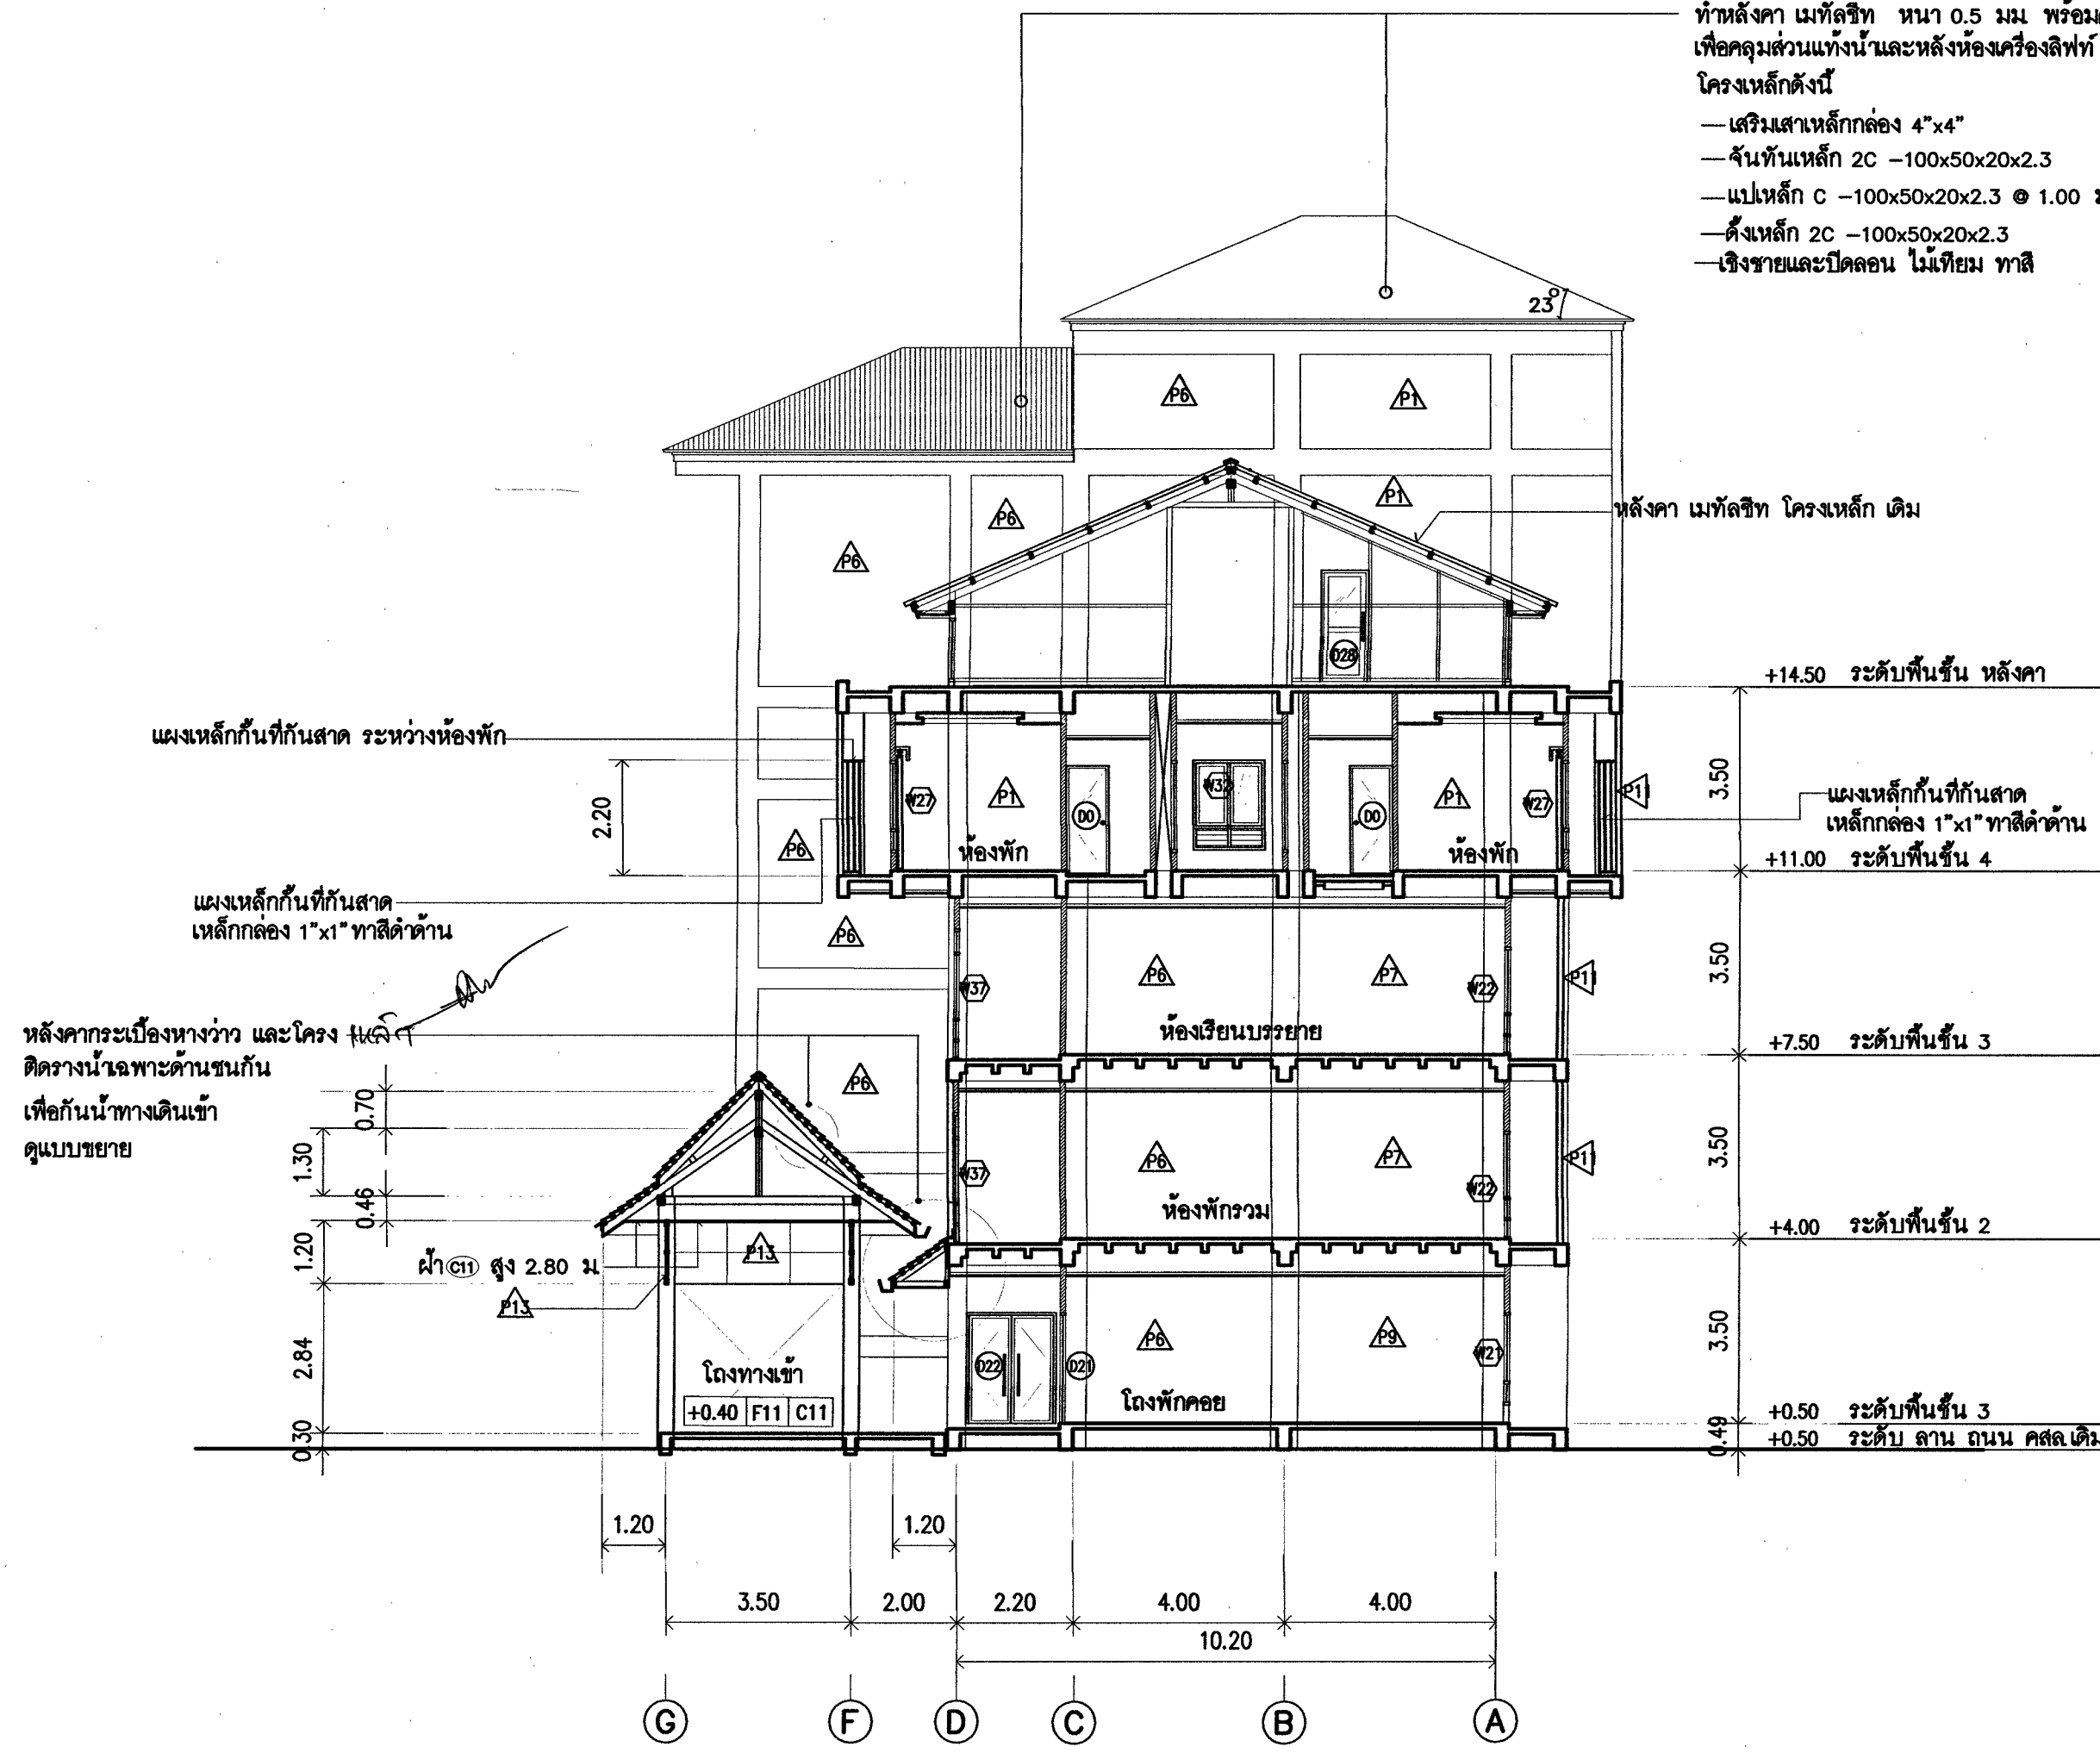 ทำหลังคา เมทัลชีท หนา 0.5 มม. พร้อม
เพื่อคลุมส่วนแท้งน้ำและหลังห้องเครื่องลิฟท์
โครงเหล็กดังนี้
—เสริมเสาเหล็กกล่อง 4"x4"
—จันทันเหล็ก 2C -100x50x20x2.3
—แปเหล็ก C -100x50x20x2.3 @ 1.00
—ดั้งเหล็ก 2C -100x50x20x2.3
—เชิงชายและปิดลอน ไม้เทียม ทาสี
23°
P6
P1
P6
P1
P6
หลังคา เมทัลชีท โครงเหล็ก เดิม
D28
+14.50 ระดับพื้นชั้น หลังคา
แผงเหล็กกั้นที่กันสาด ระหว่างห้องพัก
2.20
W27
P1
D0
W32
D0
P1
W27
P11
3.50
แผงเหล็กกั้นที่กันสาด
เหล็กกล่อง 1"x1" ทาสีดำด้าน
P6
ห้องพัก
ห้องพัก
+11.00 ระดับพื้นชั้น 4
แผงเหล็กกั้นที่กันสาด
เหล็กกล่อง 1"x1" ทาสีดำด้าน
P6
W37
P6
P7
W22
P11
3.50
ห้องเรียนบรรยาย
หลังคากระเบื้องหางว่าว และโครง เหล็ก
ติดรางน้ำเฉพาะด้านชนกัน
เพื่อกันน้ำทางเดินเข้า
ดูแบบขยาย
+7.50 ระดับพื้นชั้น 3
P6
0.70
1.30
0.46
1.20
2.84
0.30
W37
P6
P7
W22
P11
3.50
ห้องพักรวม
+4.00 ระดับพื้นชั้น 2
ฝ้า C11 สูง 2.80 ม.
P13
P13
D22
D21
P6
P9
W21
3.50
โถงทางเข้า
+0.40 F11 C11
โถงพักคอย
+0.50 ระดับพื้นชั้น 3
0.49
+0.50 ระดับ ลาน ถนน คสล.เดิม
1.20
1.20
3.50
2.00
2.20
4.00
4.00
10.20
G
F
D
C
B
A